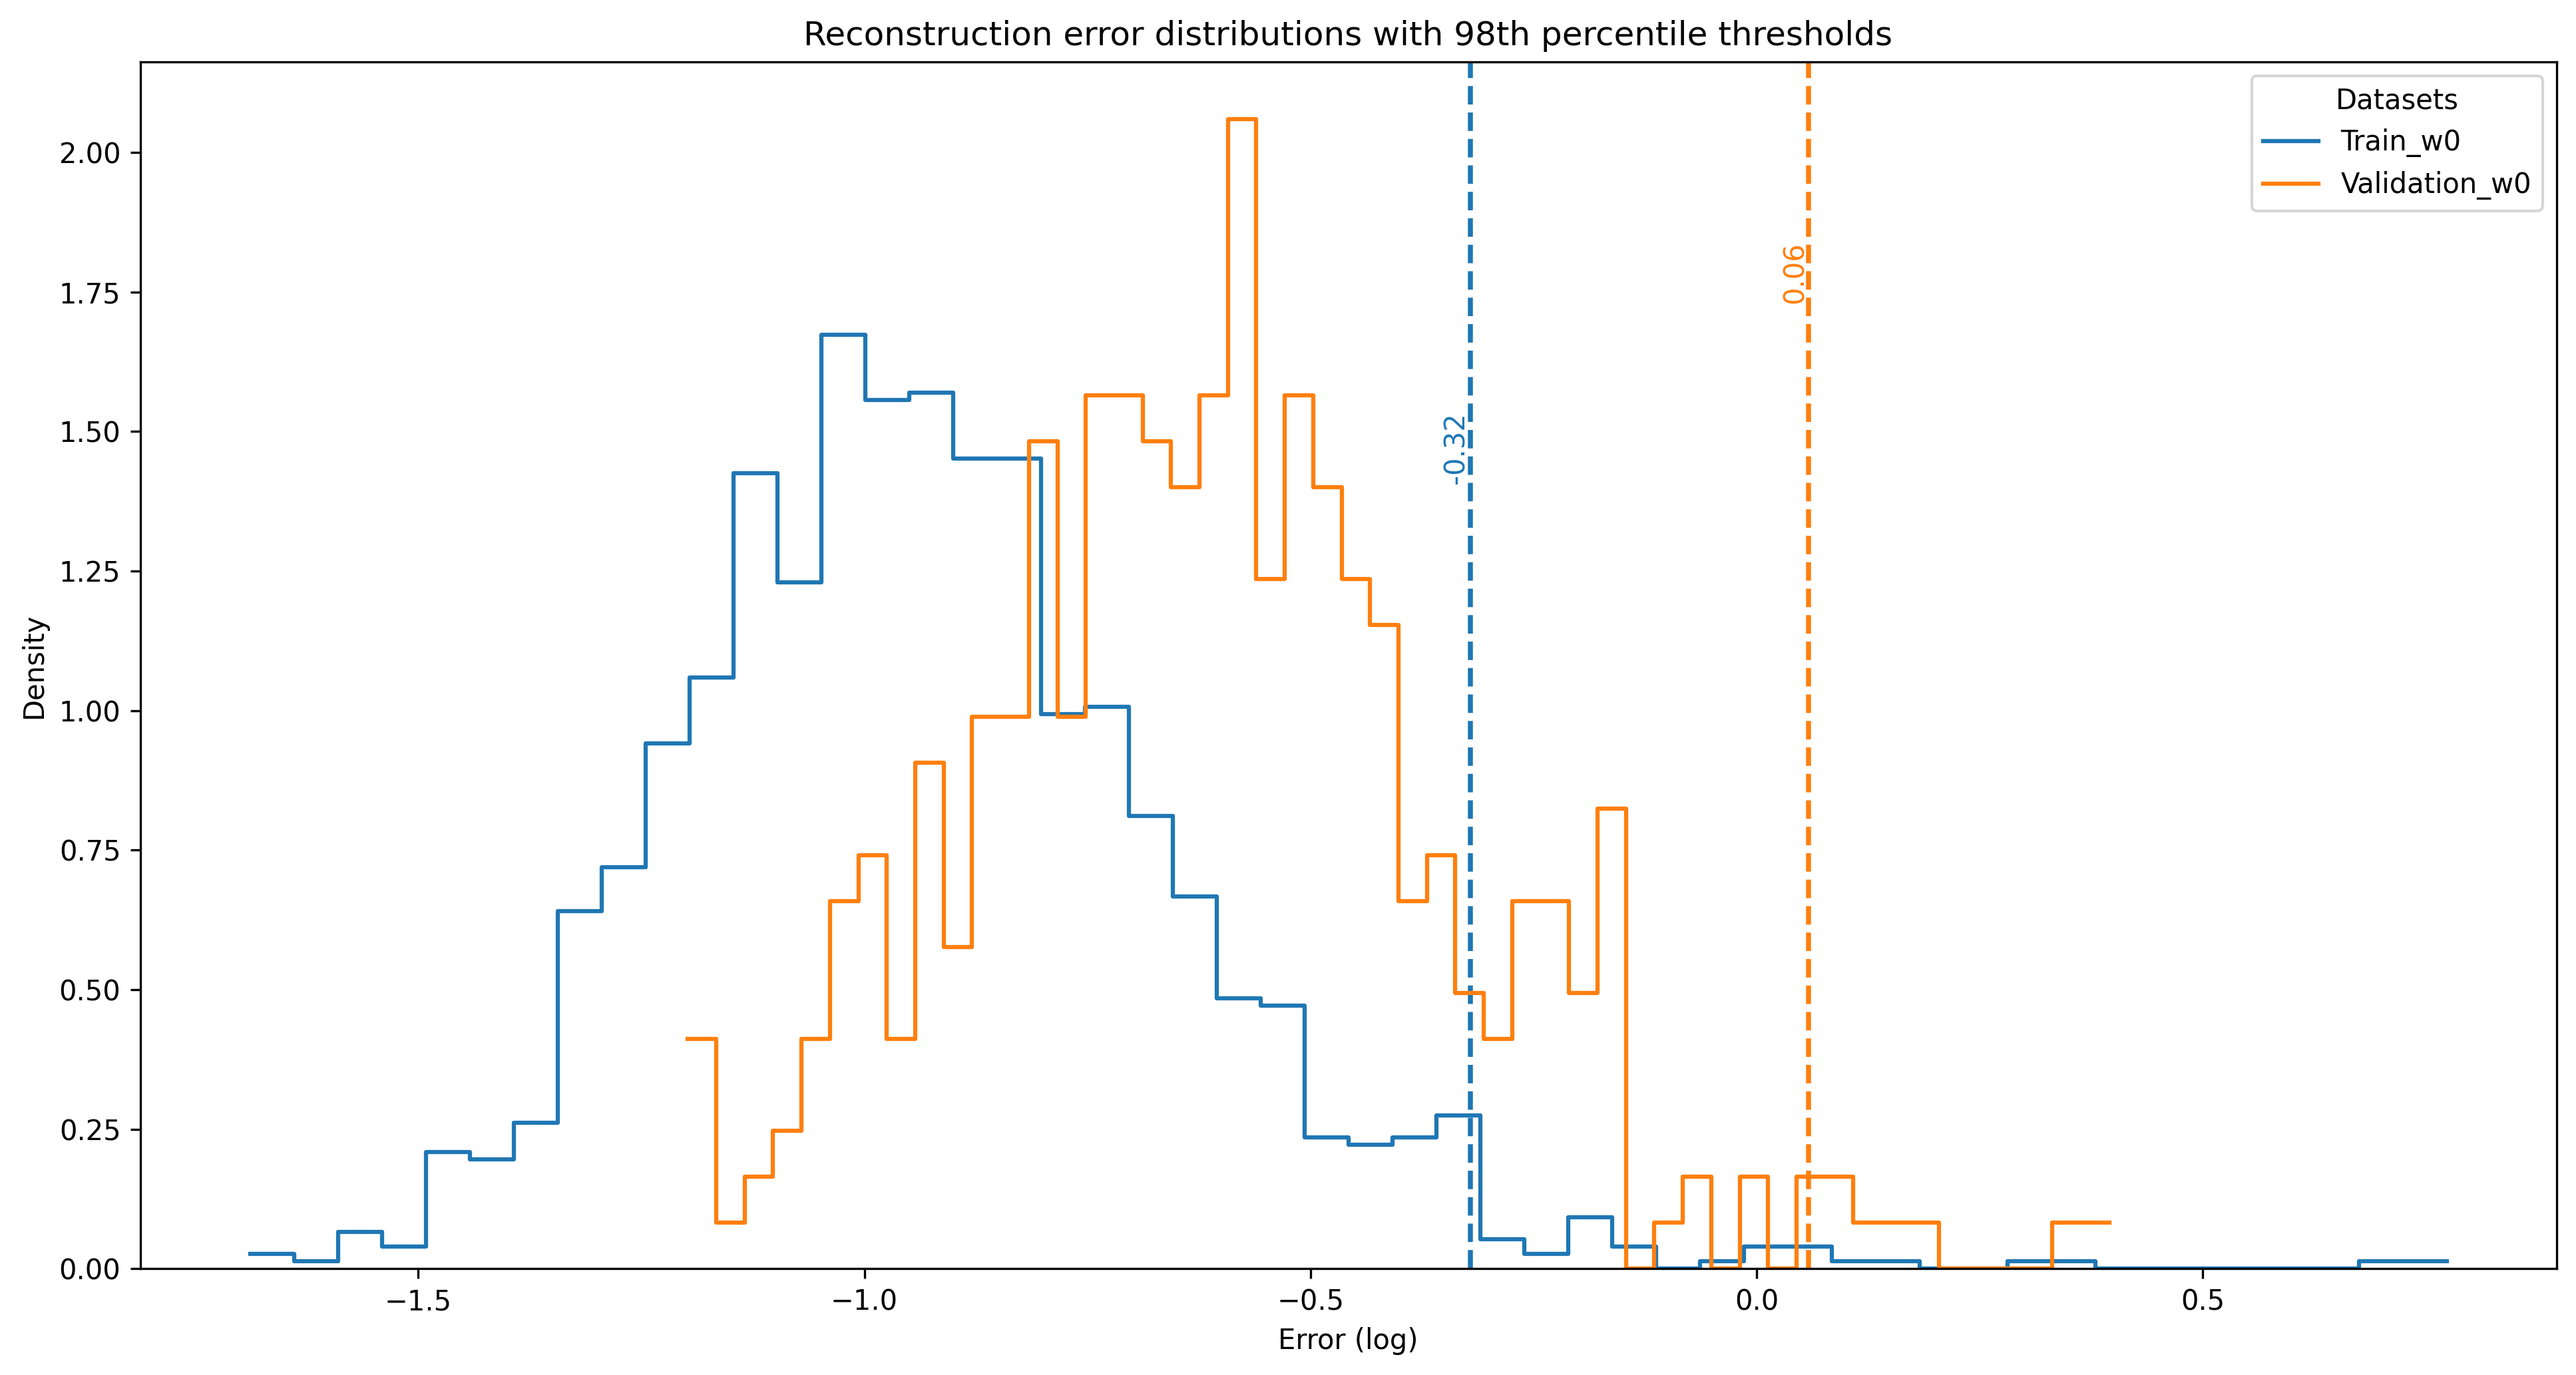 Reconstruction error distributions with 98th percentile thresholds
Datasets
Train_w0
Validation_w0
2.00
1.75
1.50
1.25
1.00
0.75
0.50
0.25
0.00
Density
0.06
-0.32
−1.5
−1.0
−0.5
0.0
0.5
Error (log)